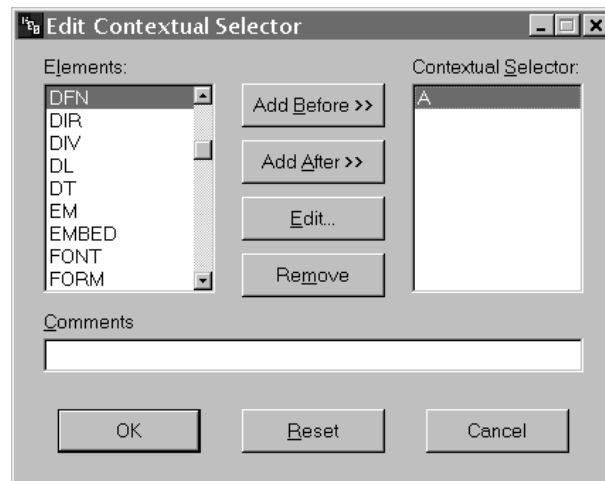 Edit Contextual Selector
Elements:
DFN
DIR
DIV
DL
DT
EM
EMBED
FONT
FORM
Add Before >>
Add After >>
Edit...
Remove
Contextual Selector:
A
Comments
OK
Reset
Cancel